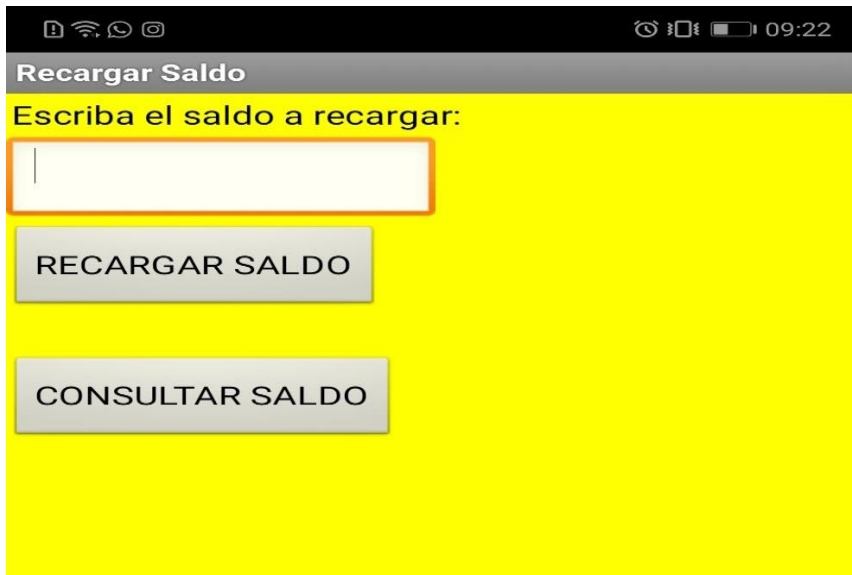 09:22
Recargar Saldo
Escriba el saldo a recargar:
RECARGAR SALDO
CONSULTAR SALDO